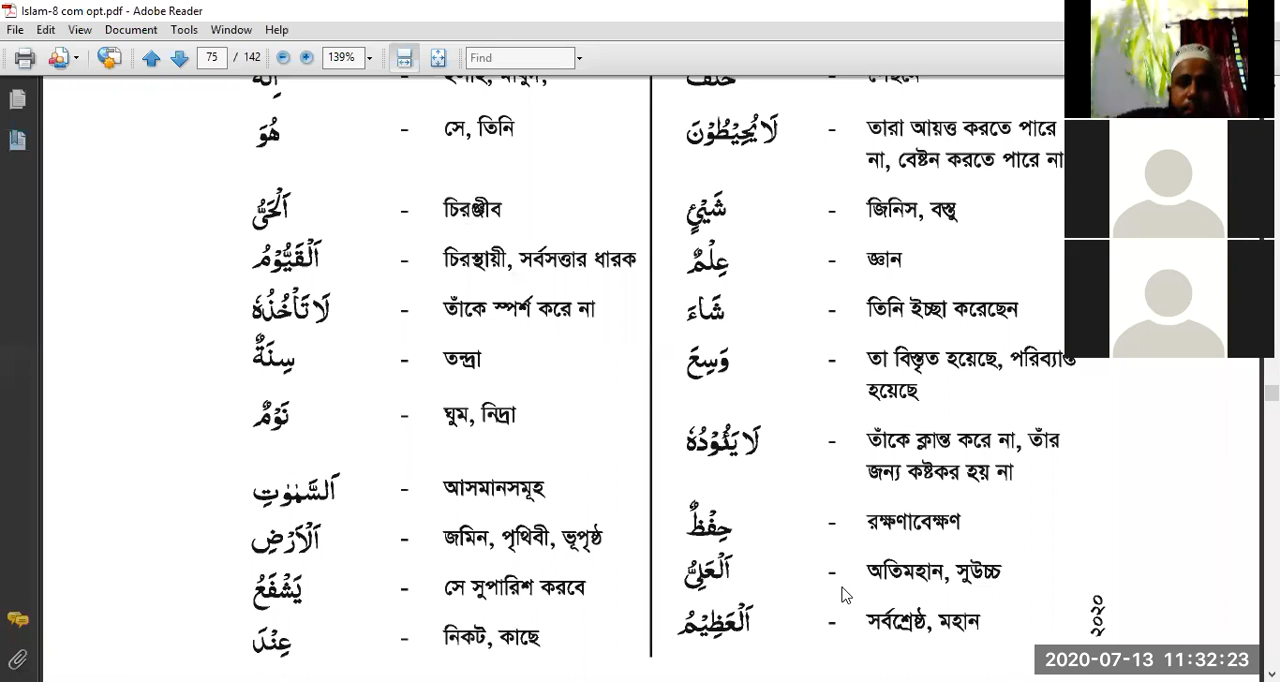 Islam-8 com opt.pdf - Adobe Reader
File Edit View Document Tools Window Help
75 / 142 139% Find
هُوَ - সে, তিনি
اَلْحَىُّ - চিরঞ্জীব
اَلْقَيُّوْمُ - চিরস্থায়ী, সর্বসত্তার ধারক
لَا تَأْخُذُهٗ - তাঁকে স্পর্শ করে না
سِنَةٌ - তন্দ্রা
نَوْمٌ - ঘুম, নিদ্রা
اَلسَّمٰوٰتِ - আসমানসমূহ
اَلْاَرْضِ - জমিন, পৃথিবী, ভূপৃষ্ঠ
يَشْفَعُ - সে সুপারিশ করবে
عِنْدَ - নিকট, কাছে
لَا يُحِيْطُوْنَ - তারা আয়ত্ত করতে পারে
না, বেষ্টন করতে পারে না
شَيْئٍ - জিনিস, বস্তু
عِلْمٌ - জ্ঞান
شَاءَ - তিনি ইচ্ছা করেছেন
وَسِعَ - তা বিস্তৃত হয়েছে, পরিব্যাপ্ত
হয়েছে
لَا يَئُوْدُهٗ - তাঁকে ক্লান্ত করে না, তাঁর
জন্য কষ্টকর হয় না
حِفْظٌ - রক্ষণাবেক্ষণ
اَلْعَلِىُّ - অতিমহান, সুউচ্চ
اَلْعَظِيْمُ - সর্বশ্রেষ্ঠ, মহান
২০২০
2020-07-13 11:32:23